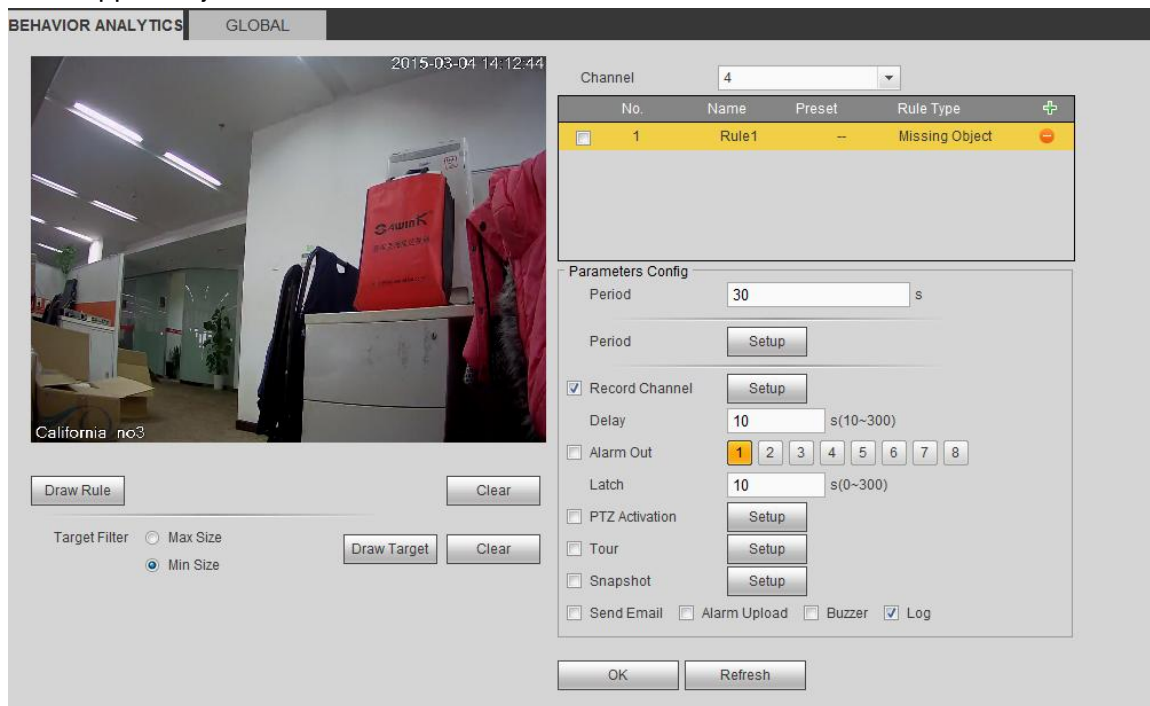 BEHAVIOR ANALYTICS GLOBAL
2015-03-04 14:12:44
SAWINK
California no3
Draw Rule Clear
Target Filter Max Size
Min Size
Draw Target Clear
Channel 4
No. Name Preset Rule Type
1 Rule1 -- Missing Object
Parameters Config
Period 30 s
Period Setup
Record Channel Setup
Delay 10 s(10~300)
Alarm Out 1 2 3 4 5 6 7 8
Latch 10 s(0~300)
PTZ Activation Setup
Tour Setup
Snapshot Setup
Send Email Alarm Upload Buzzer Log
OK Refresh